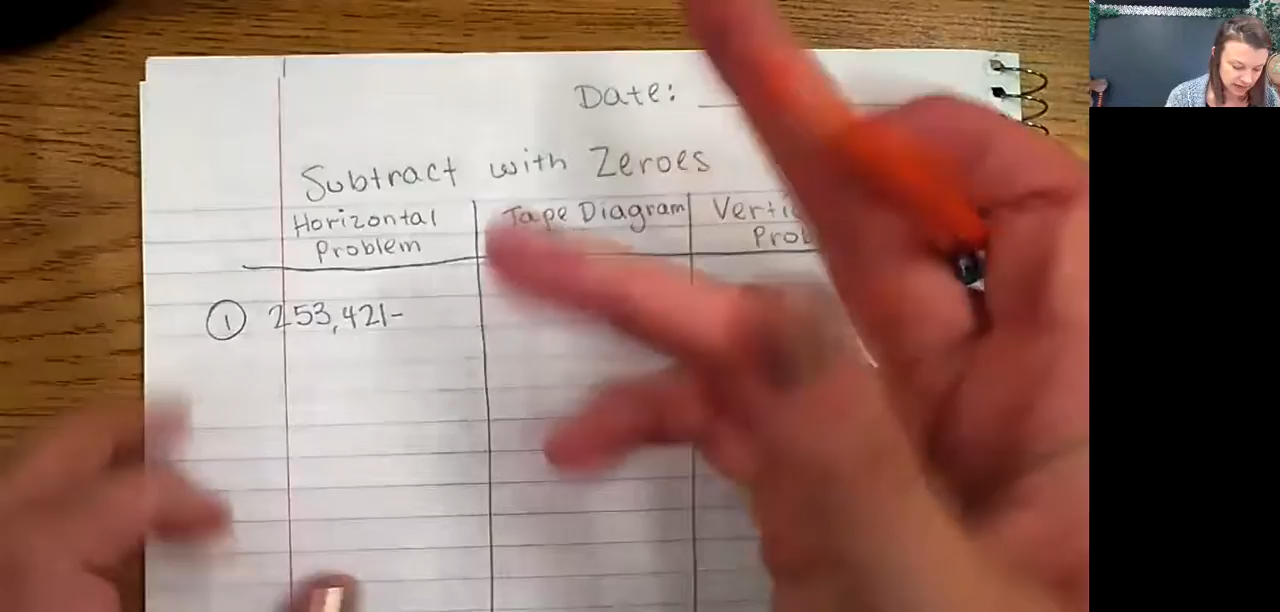 Date:
Subtract with Zeroes
Horizontal Problem
Tape Diagram
① 253,421-